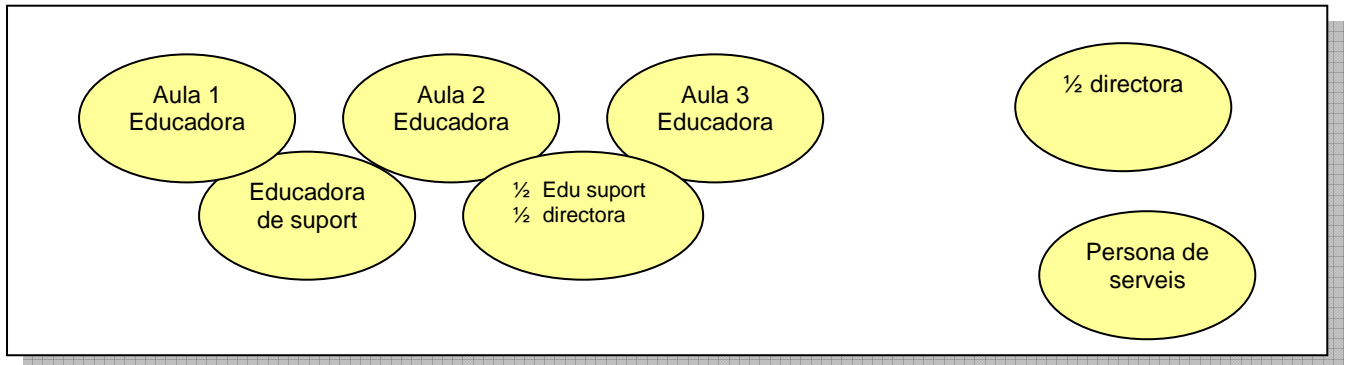 Aula 1
Educadora
Aula 2
Educadora
Aula 3
Educadora
½ directora
Educadora
de suport
½ Edu suport
½ directora
Persona de
serveis